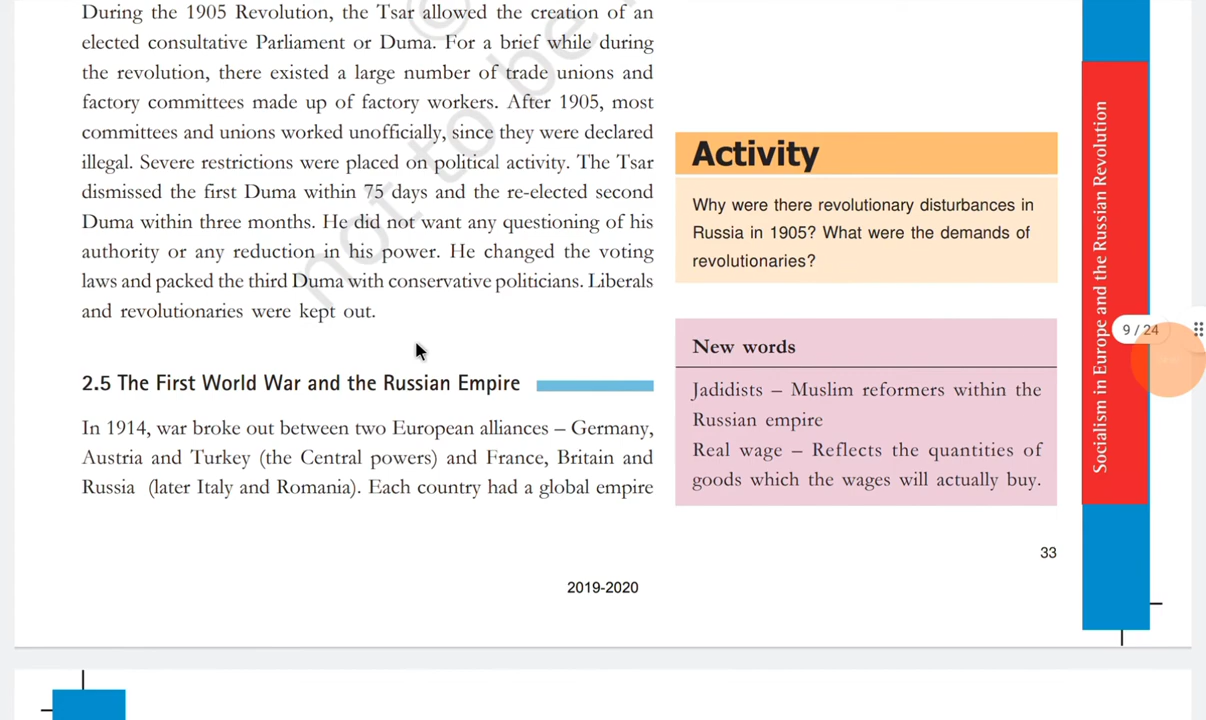 During the 1905 Revolution, the Tsar allowed the creation of an
elected consultative Parliament or Duma. For a brief while during
the revolution, there existed a large number of trade unions and
factory committees made up of factory workers. After 1905, most
committees and unions worked unofficially, since they were declared
illegal. Severe restrictions were placed on political activity. The Tsar
dismissed the first Duma within 75 days and the re-elected second
Duma within three months. He did not want any questioning of his
authority or any reduction in his power. He changed the voting
laws and packed the third Duma with conservative politicians. Liberals
and revolutionaries were kept out.
2.5 The First World War and the Russian Empire
In 1914, war broke out between two European alliances – Germany,
Austria and Turkey (the Central powers) and France, Britain and
Russia (later Italy and Romania). Each country had a global empire
Activity
Why were there revolutionary disturbances in
Russia in 1905? What were the demands of
revolutionaries?
New words
Jadidists – Muslim reformers within the
Russian empire
Real wage – Reflects the quantities of
goods which the wages will actually buy.
33
2019-2020
Socialism in Europe and the Russian Revolution
9 / 24
© not to be